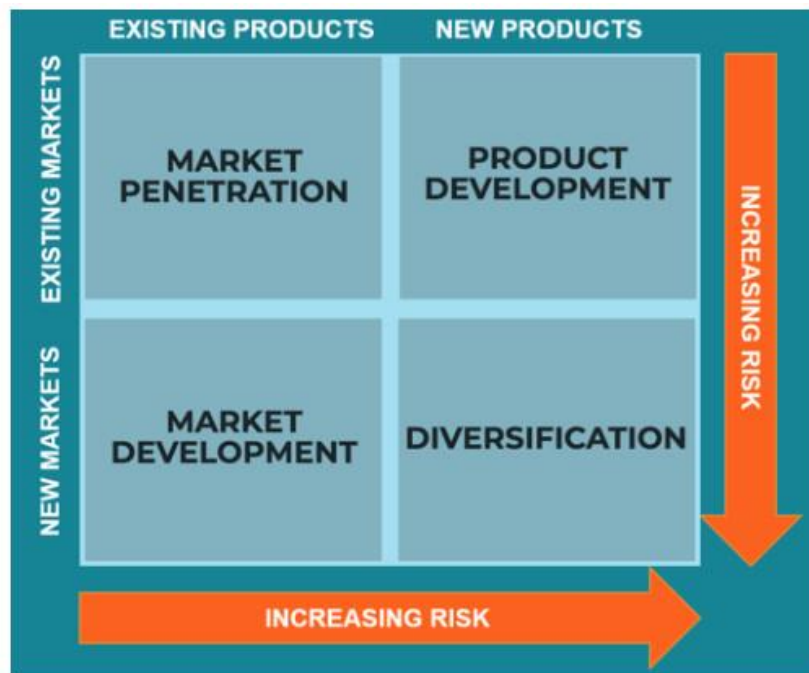 EXISTING PRODUCTS
NEW PRODUCTS
EXISTING MARKETS
MARKET
PENETRATION
PRODUCT
DEVELOPMENT
INCREASING RISK
NEW MARKETS
MARKET
DEVELOPMENT
DIVERSIFICATION
INCREASING RISK